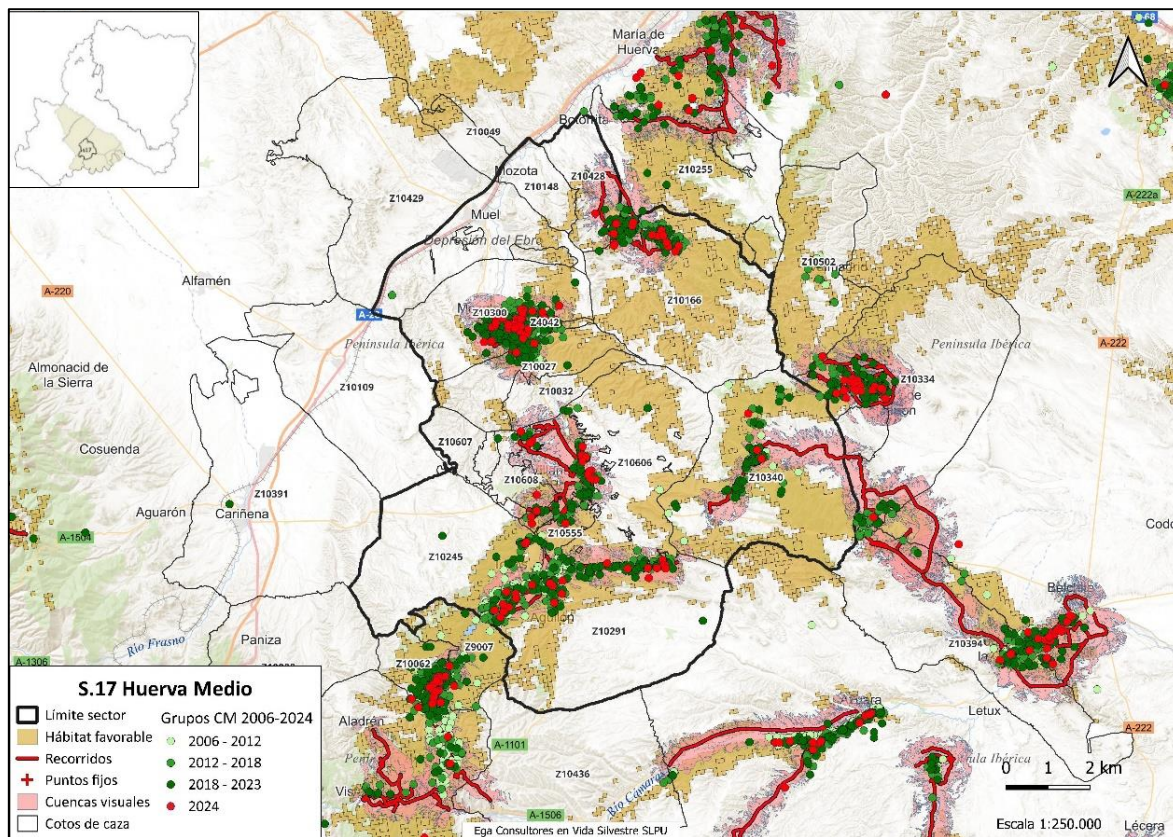 María de
Huerva
A-68
Botorrita
Z10049
Mozota
Z10148
Z10428
Z10255
Z10429
Muel
Depresión del Ebro
A-222a
Z10502
Alfamén
A-220
Z10166
Z10300
Z4042
Península Ibérica
Península Ibérica
A-222
Z10027
Almonacid de
la Sierra
Z10109
Z10032
Z10334
Cosuenda
Z10607
Z10606
Z10608
Z10340
Z10391
Aguarón
Cariñena
Codo
A-1504
Z10555
Z10245
Belchite
Aguilón
Z10291
Río Frasno
Paniza
Z9007
Z10394
la
A-1306
Z10062
Letux
A-222
Aladrén
A-1101
Z10436
Río Cámaras
A-1506
Lécera
S.17 Huerva Medio
Límite sector
Hábitat favorable
Recorridos
Puntos fijos
Cuencas visuales
Cotos de caza
Grupos CM 2006-2024
2006 - 2012
2012 - 2018
2018 - 2023
2024
0 1 2 km
Escala 1:250.000
Ega Consultores en Vida Silvestre SLPU